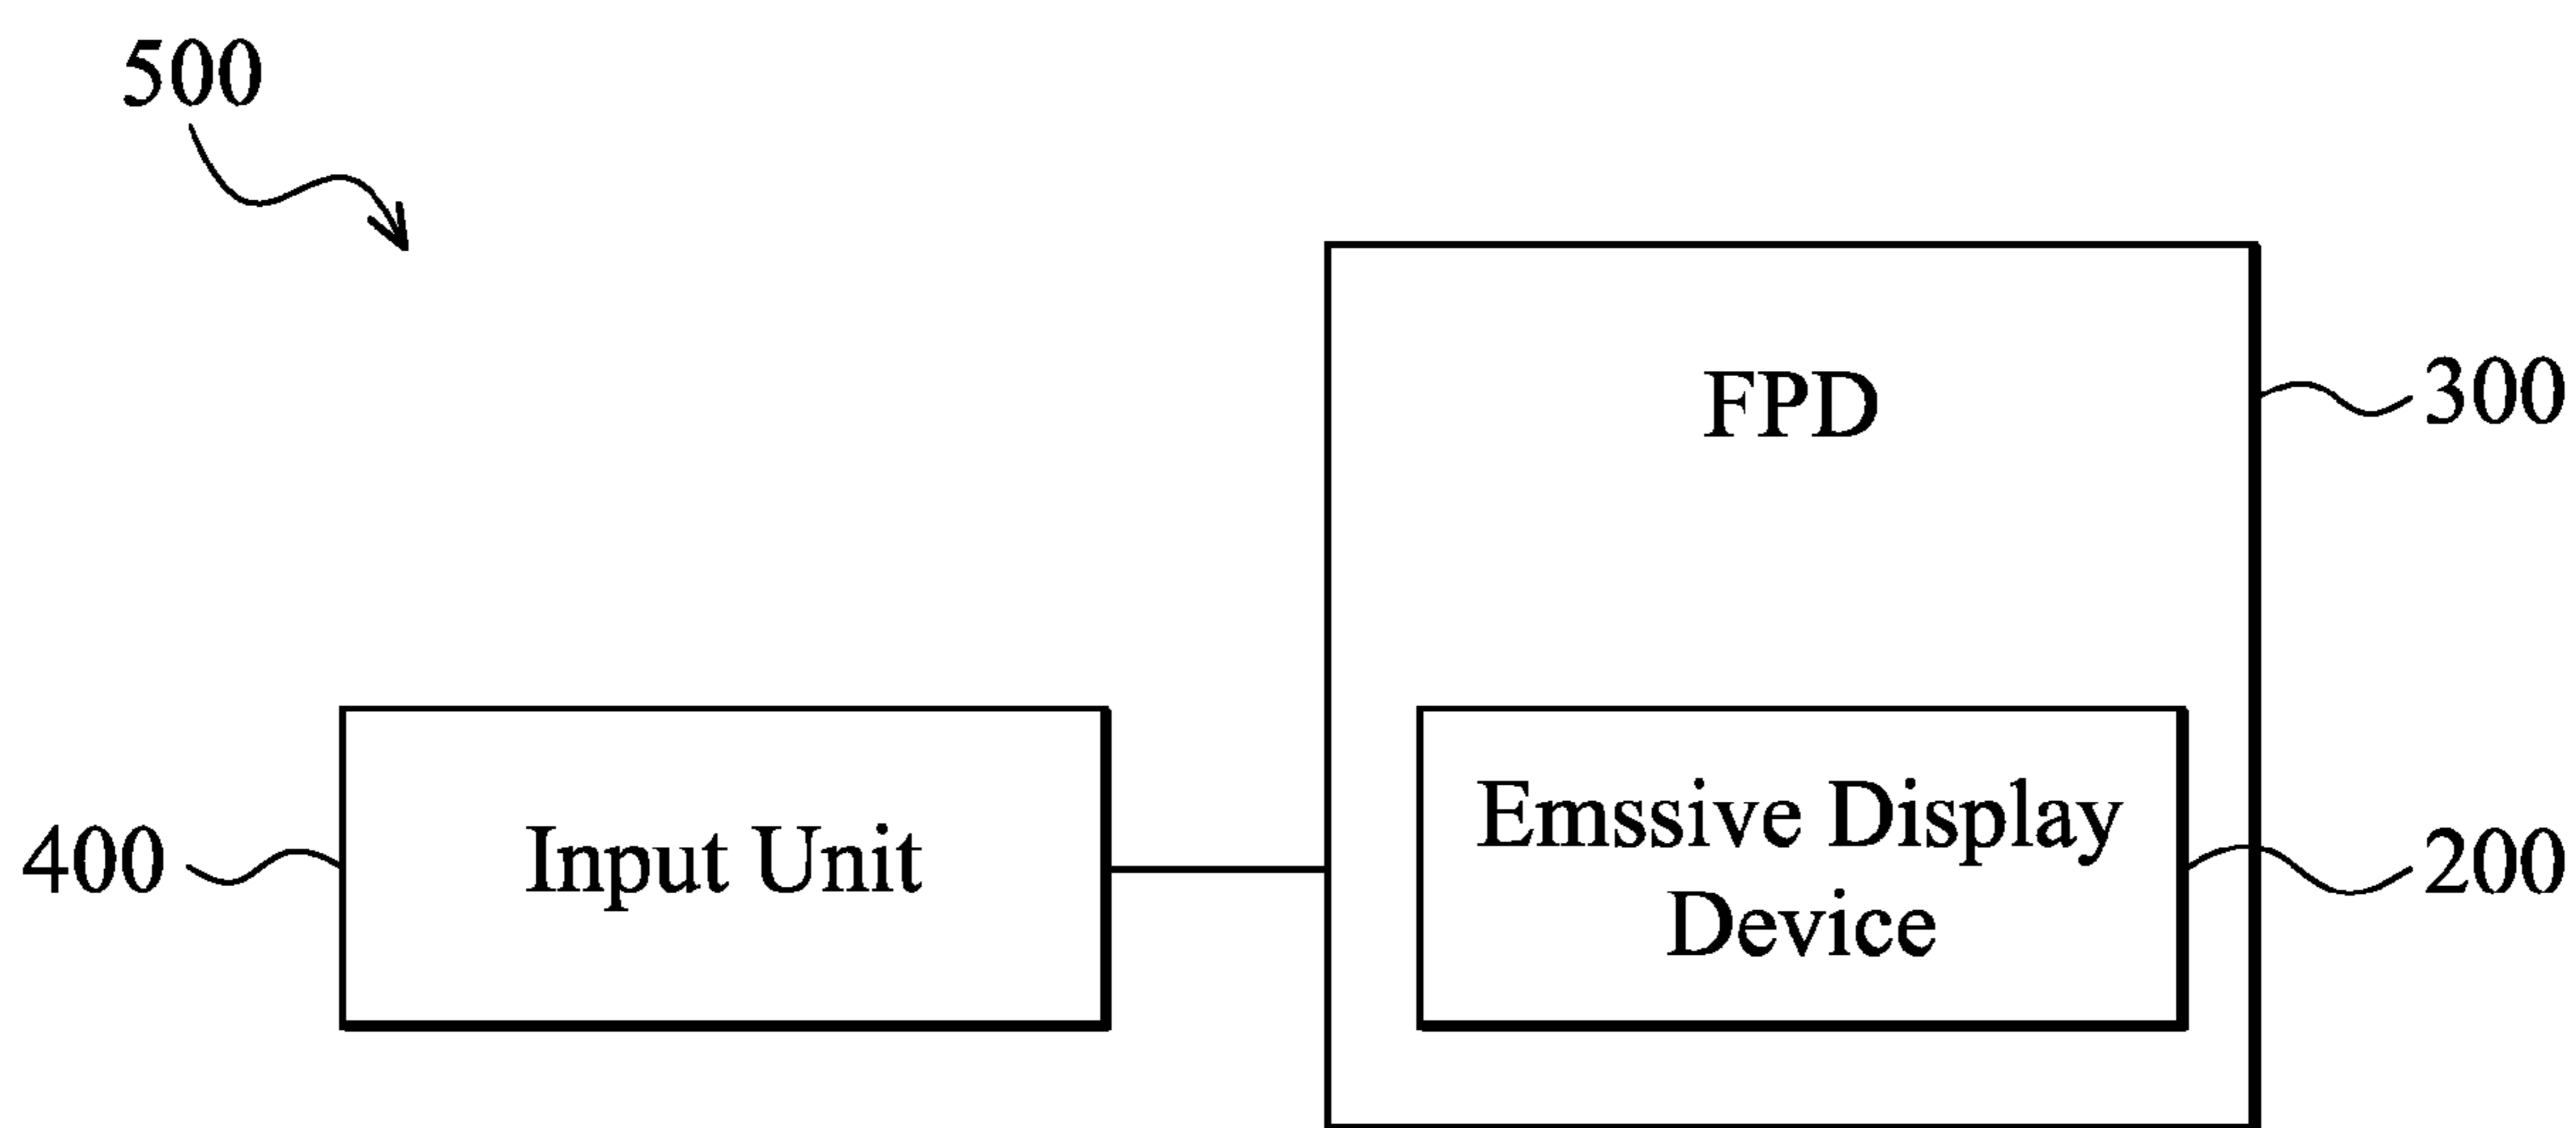 500
FPD
300
Emssive Display
Device
200
Input Unit
400